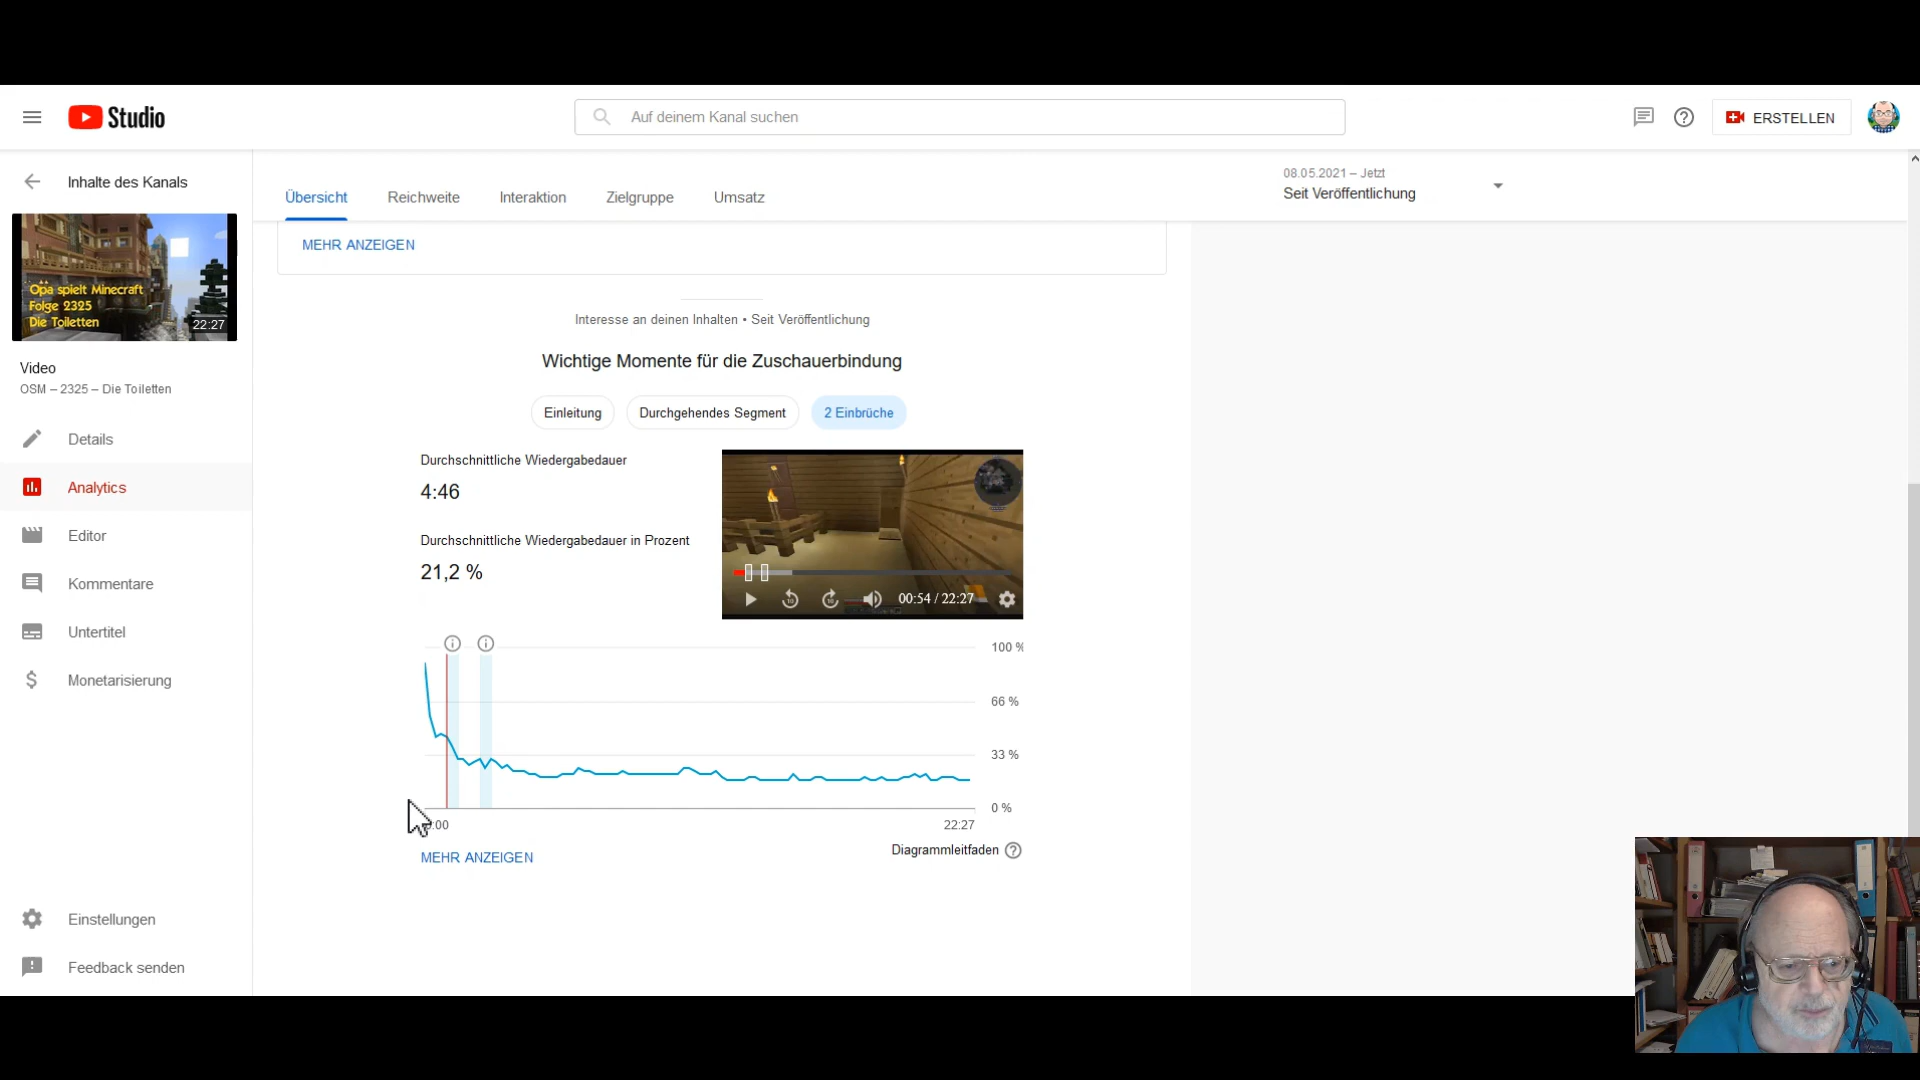 Studio
Auf deinem Kanal suchen
ERSTELLEN
Inhalte des Kanals
Opa spielt Minecraft
Folge 2325
Die Toiletten
22:27
Video
OSM – 2325 – Die Toiletten
Details
Analytics
Editor
Kommentare
Untertitel
Monetarisierung
Einstellungen
Feedback senden
Übersicht
Reichweite
Interaktion
Zielgruppe
Umsatz
08.05.2021 – Jetzt
Seit Veröffentlichung
MEHR ANZEIGEN
Interesse an deinen Inhalten • Seit Veröffentlichung
Wichtige Momente für die Zuschauerbindung
Einleitung
Durchgehendes Segment
2 Einbrüche
Durchschnittliche Wiedergabedauer
4:46
Durchschnittliche Wiedergabedauer in Prozent
21,2 %
00:54 / 22:27
100 %
66 %
33 %
0 %
:00
22:27
Diagrammleitfaden
MEHR ANZEIGEN